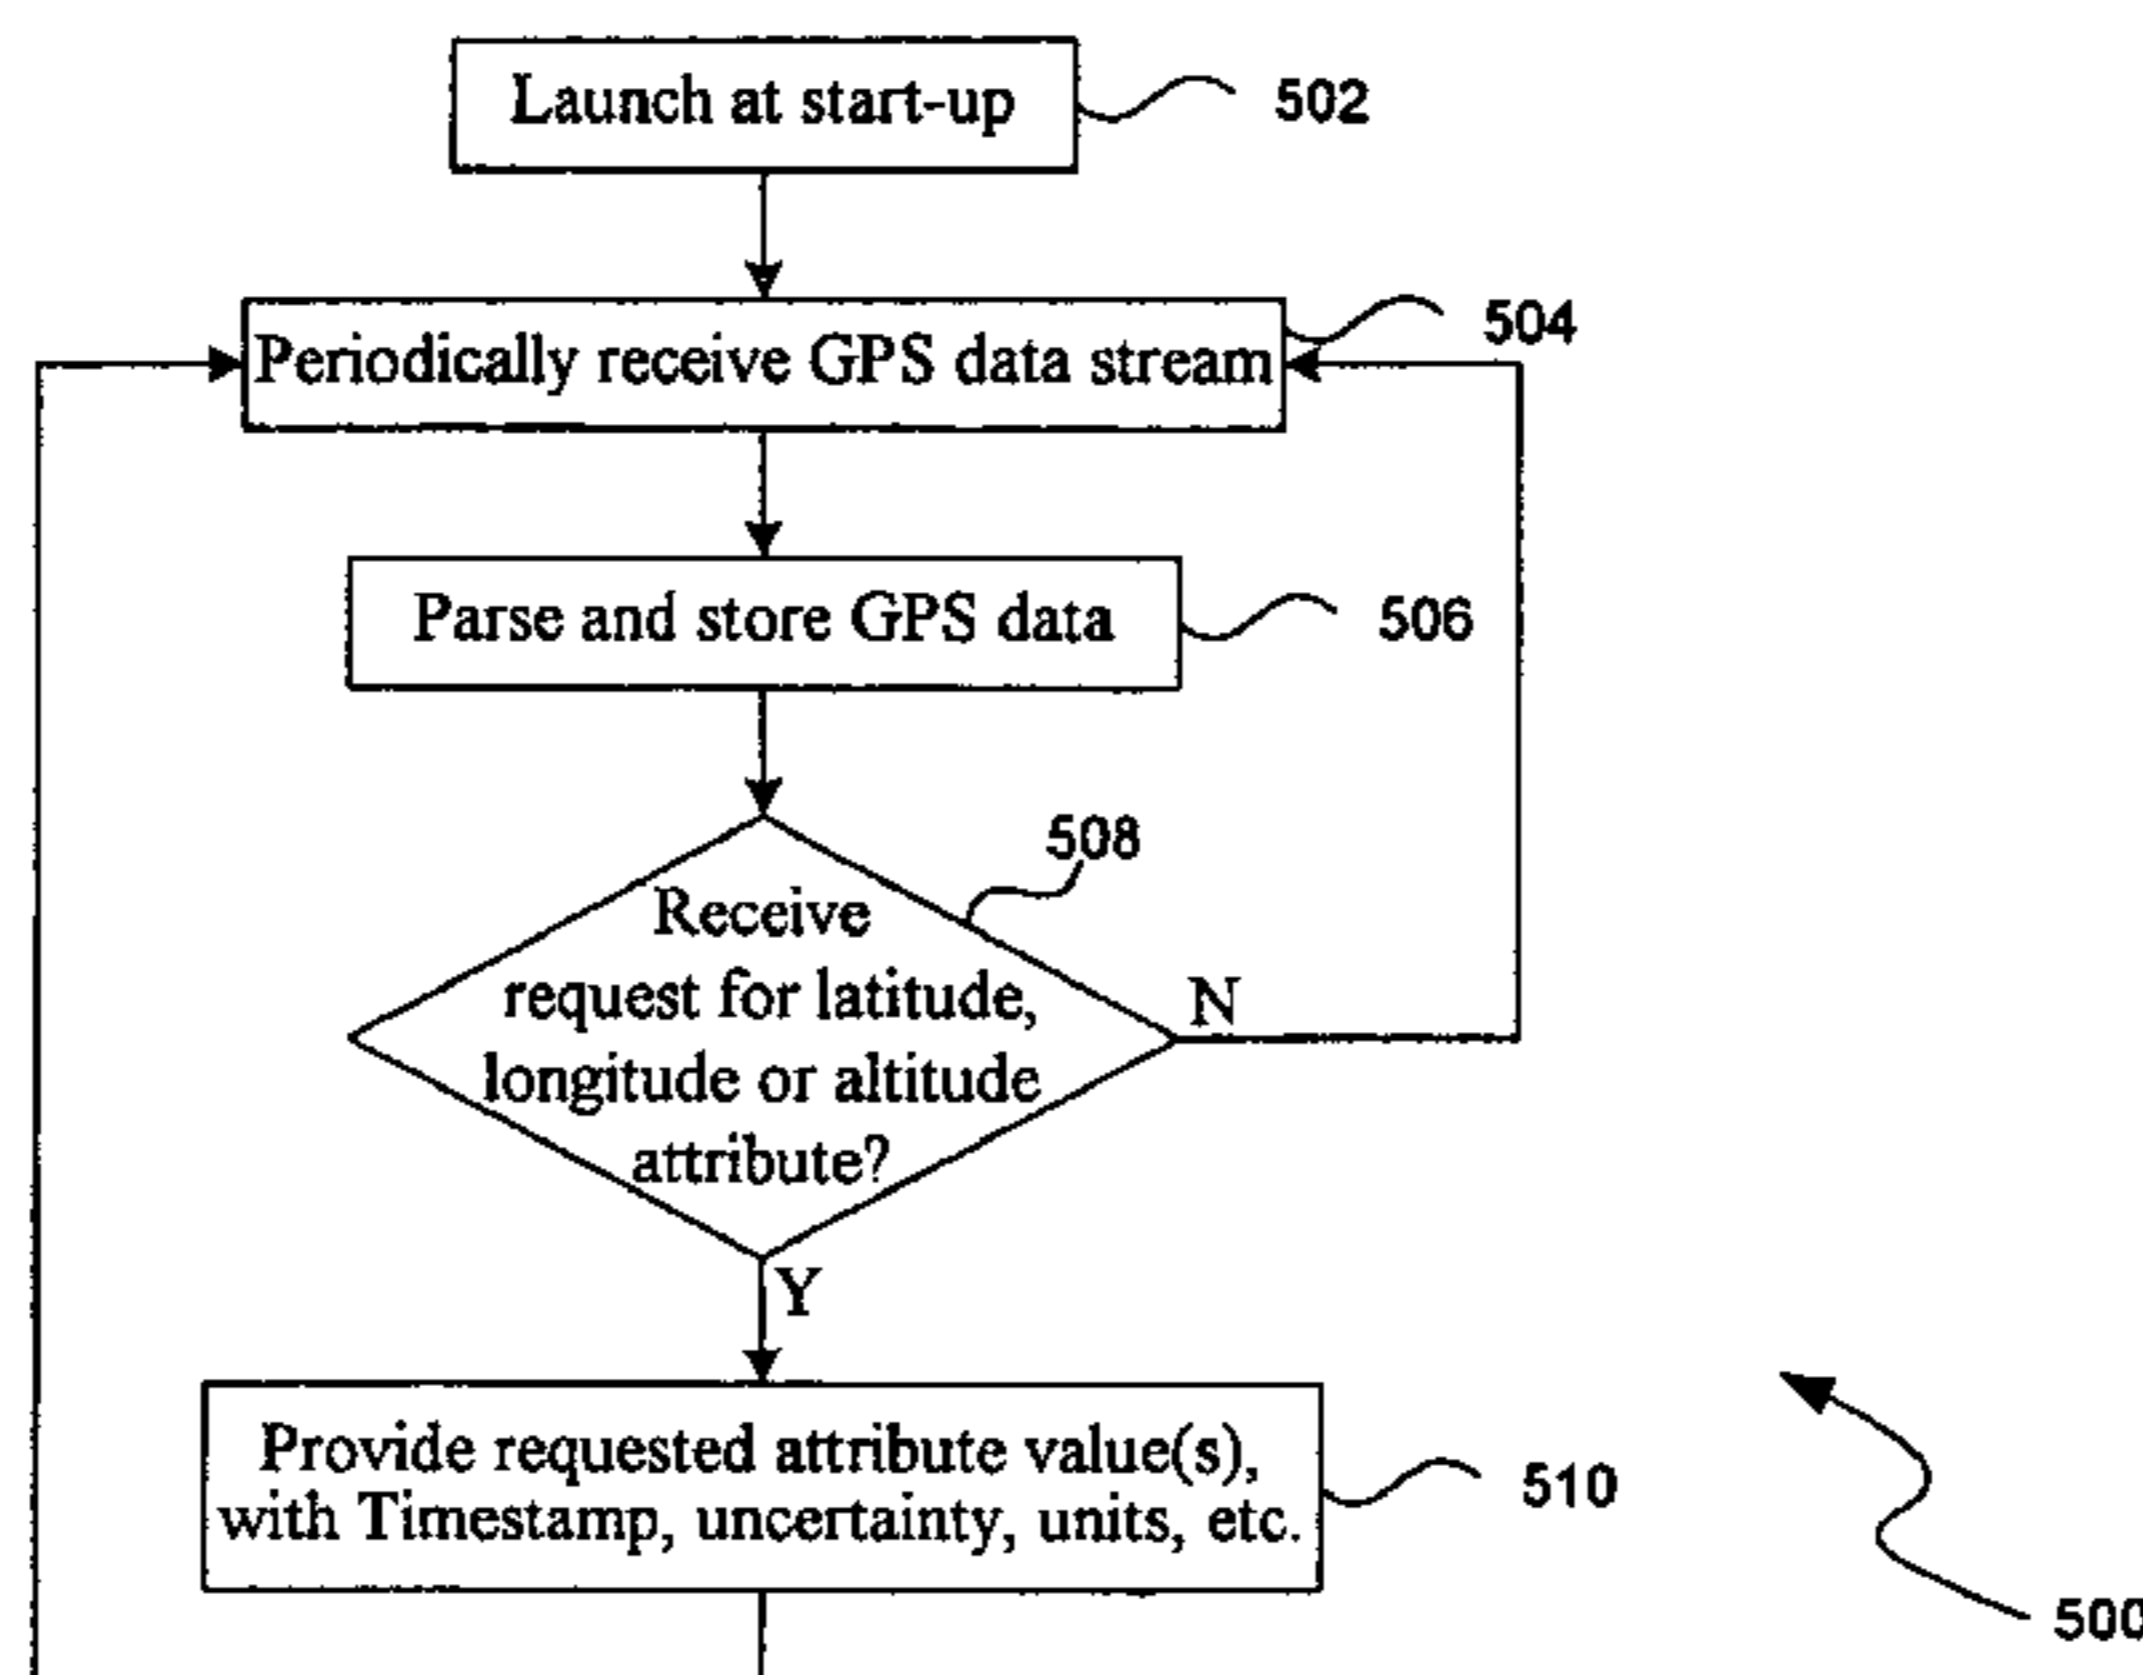 Launch at start-up
502
504
Periodically receive GPS data stream
Parse and store GPS data
506
508
Receive
request for latitude,
longitude or altitude
attribute?
N
Y
Provide requested attribute value(s),
with Timestamp, uncertainty, units, etc.
510
500